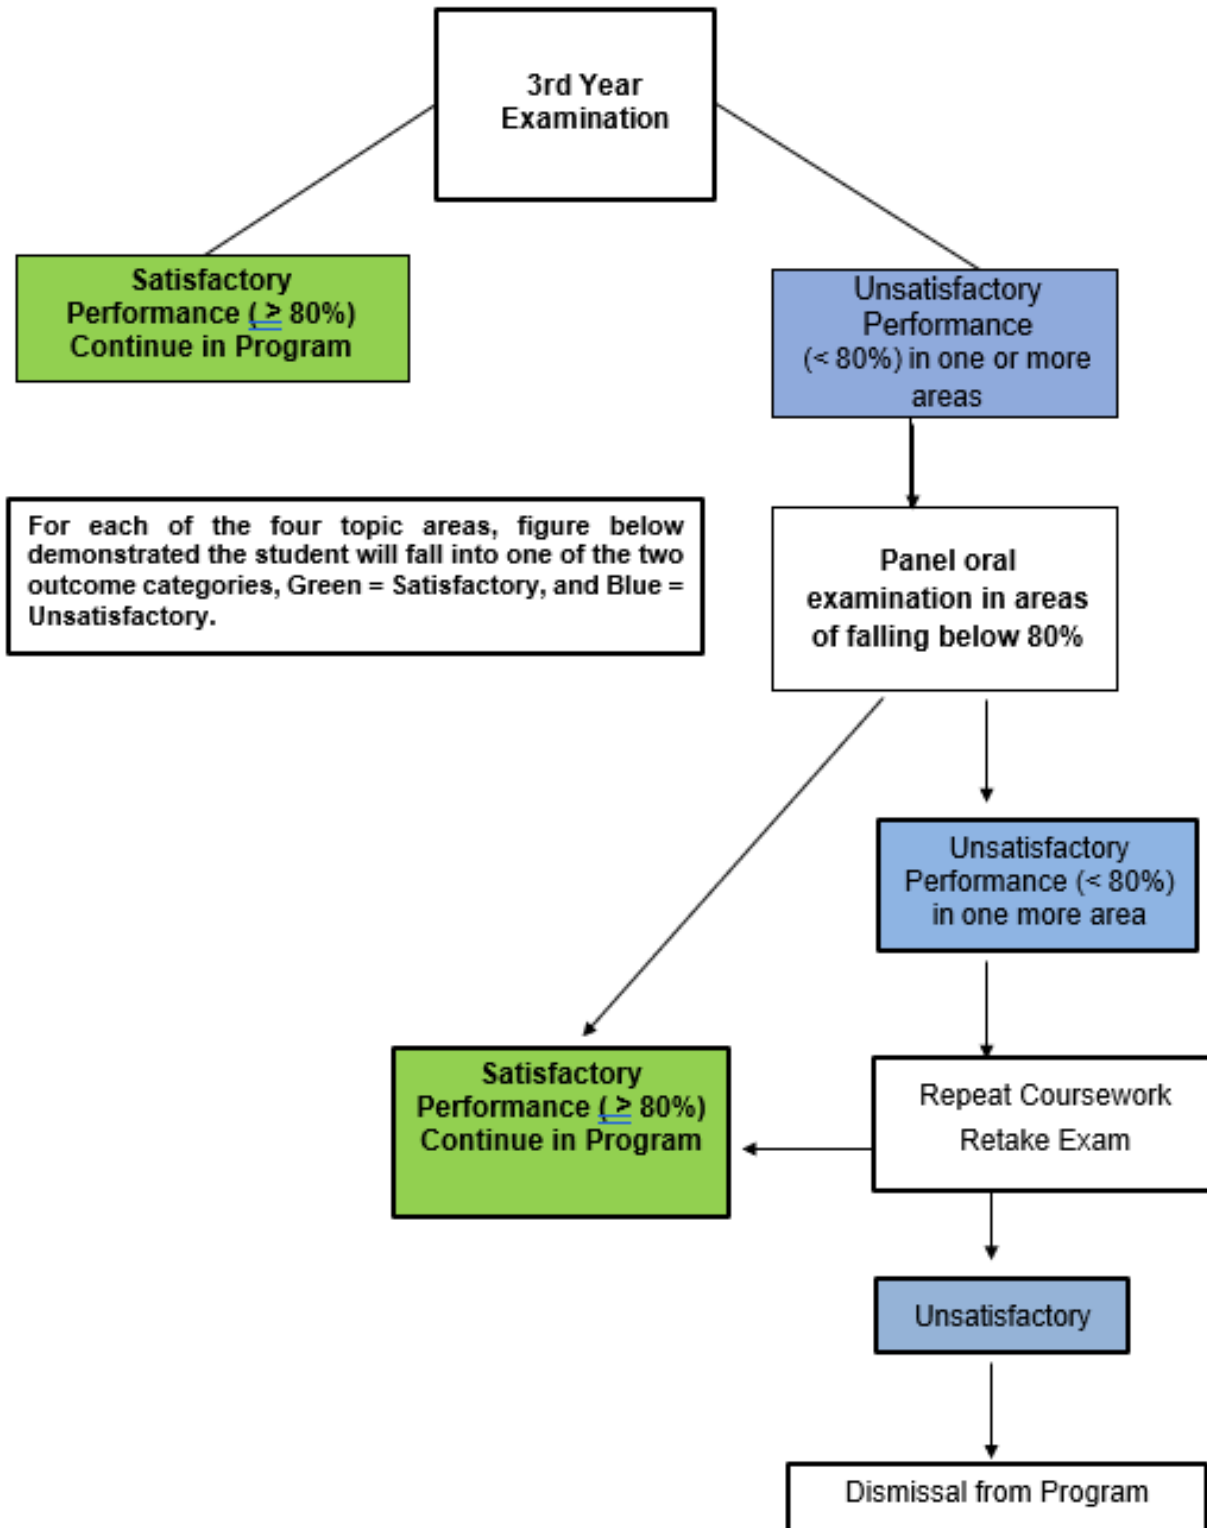 3rd Year
Examination
Satisfactory
Performance ( ≥ 80%)
Continue in Program
Unsatisfactory
Performance
(< 80%) in one or more
areas
For each of the four topic areas, figure below
demonstrated the student will fall into one of the two
outcome categories, Green = Satisfactory, and Blue =
Unsatisfactory.
Panel oral
examination in areas
of falling below 80%
Unsatisfactory
Performance (< 80%)
in one more area
Satisfactory
Performance ( ≥ 80%)
Continue in Program
Repeat Coursework
Retake Exam
Unsatisfactory
Dismissal from Program